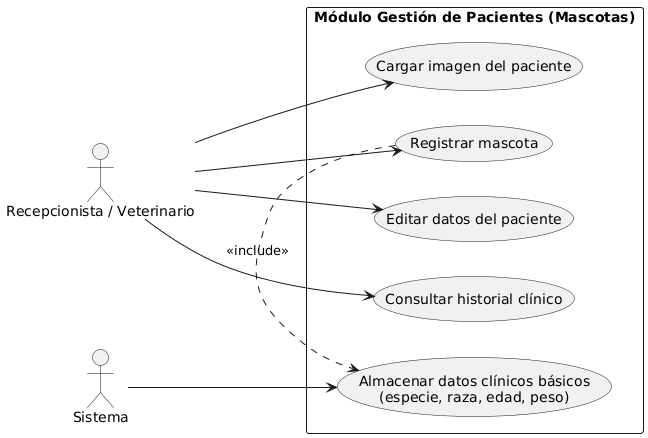 Módulo Gestión de Pacientes (Mascotas)
Cargar imagen del paciente
Registrar mascota
Recepcionista / Veterinario
Editar datos del paciente
«include»
Consultar historial clínico
Almacenar datos clínicos básicos
(especie, raza, edad, peso)
Sistema